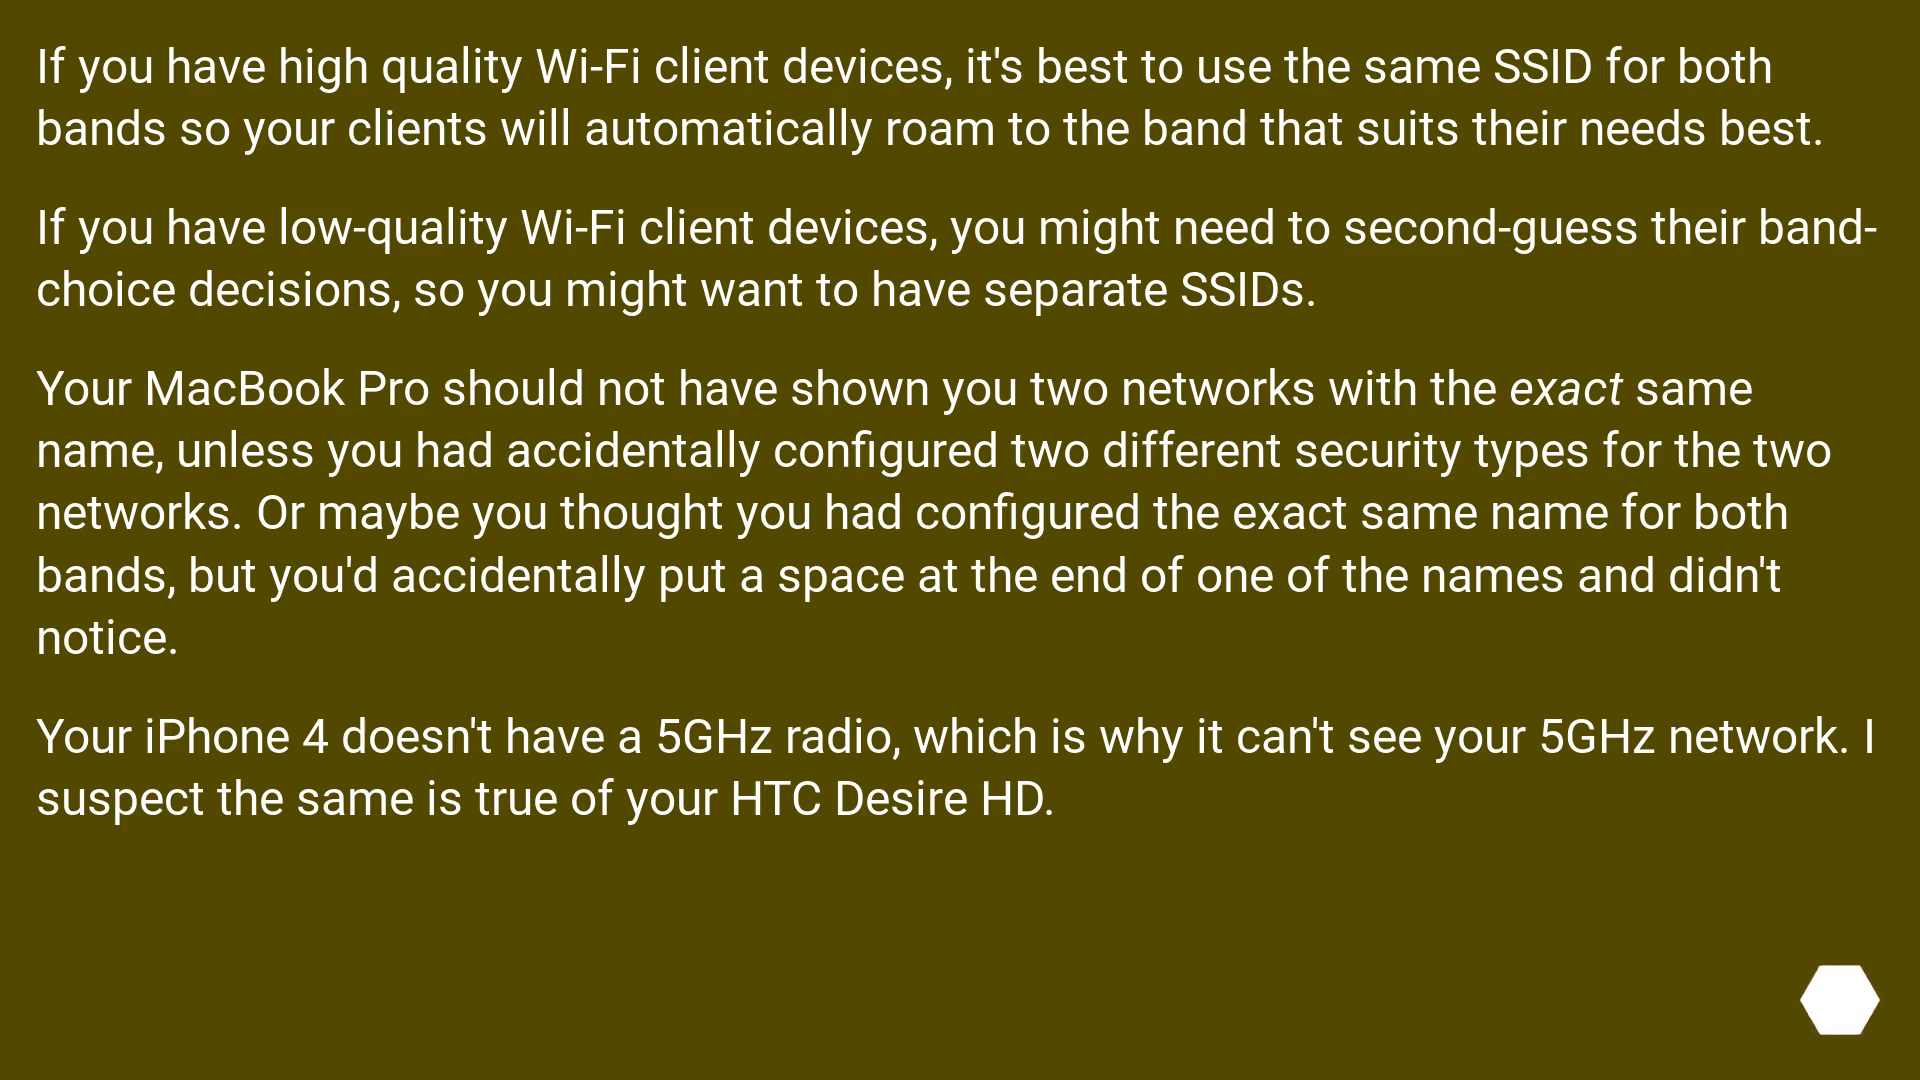 If you have high quality Wi-Fi client devices, it's best to use the same SSID for both
bands so your clients will automatically roam to the band that suits their needs best.
If you have low-quality Wi-Fi client devices, you might need to second-guess their band-
choice decisions, so you might want to have separate SSIDs.
Your MacBook Pro should not have shown you two networks with the exact same
name, unless you had accidentally configured two different security types for the two
networks. Or maybe you thought you had configured the exact same name for both
bands, but you'd accidentally put a space at the end of one of the names and didn't
notice.
Your iPhone 4 doesn't have a 5GHz radio, which is why it can't see your 5GHz network. I
suspect the same is true of your HTC Desire HD.